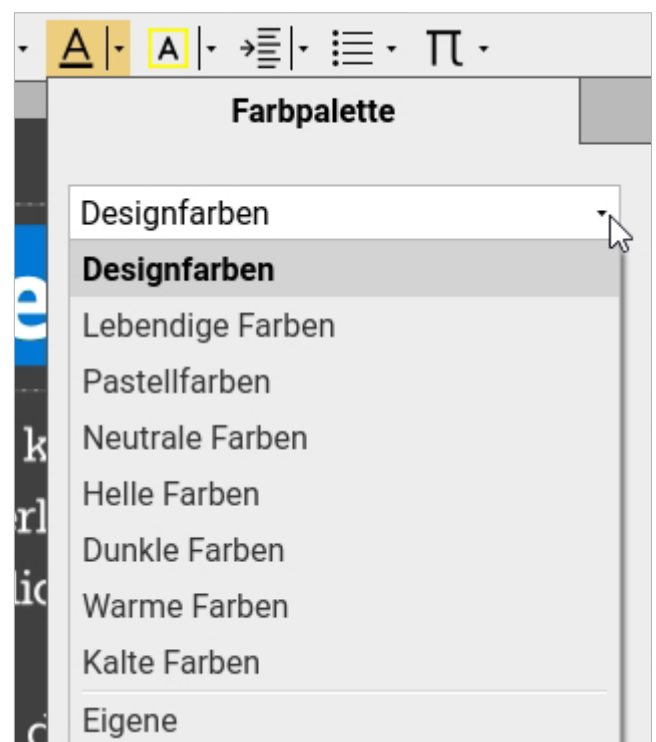 A A π
Farbpalette
Designfarben
Designfarben
Lebendige Farben
Pastellfarben
Neutrale Farben
Helle Farben
Dunkle Farben
Warme Farben
Kalte Farben
Eigene